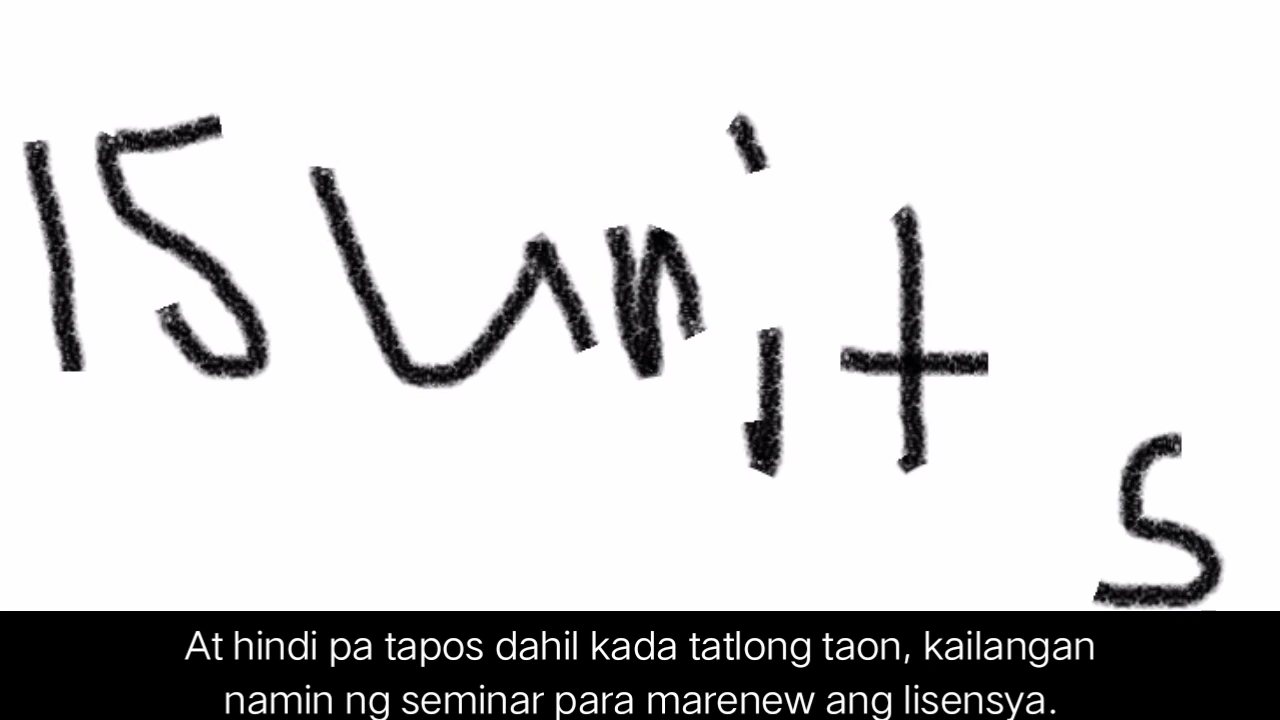 15 units
At hindi pa tapos dahil kada tatlong taon, kailangan
namin ng seminar para marenew ang lisensya.